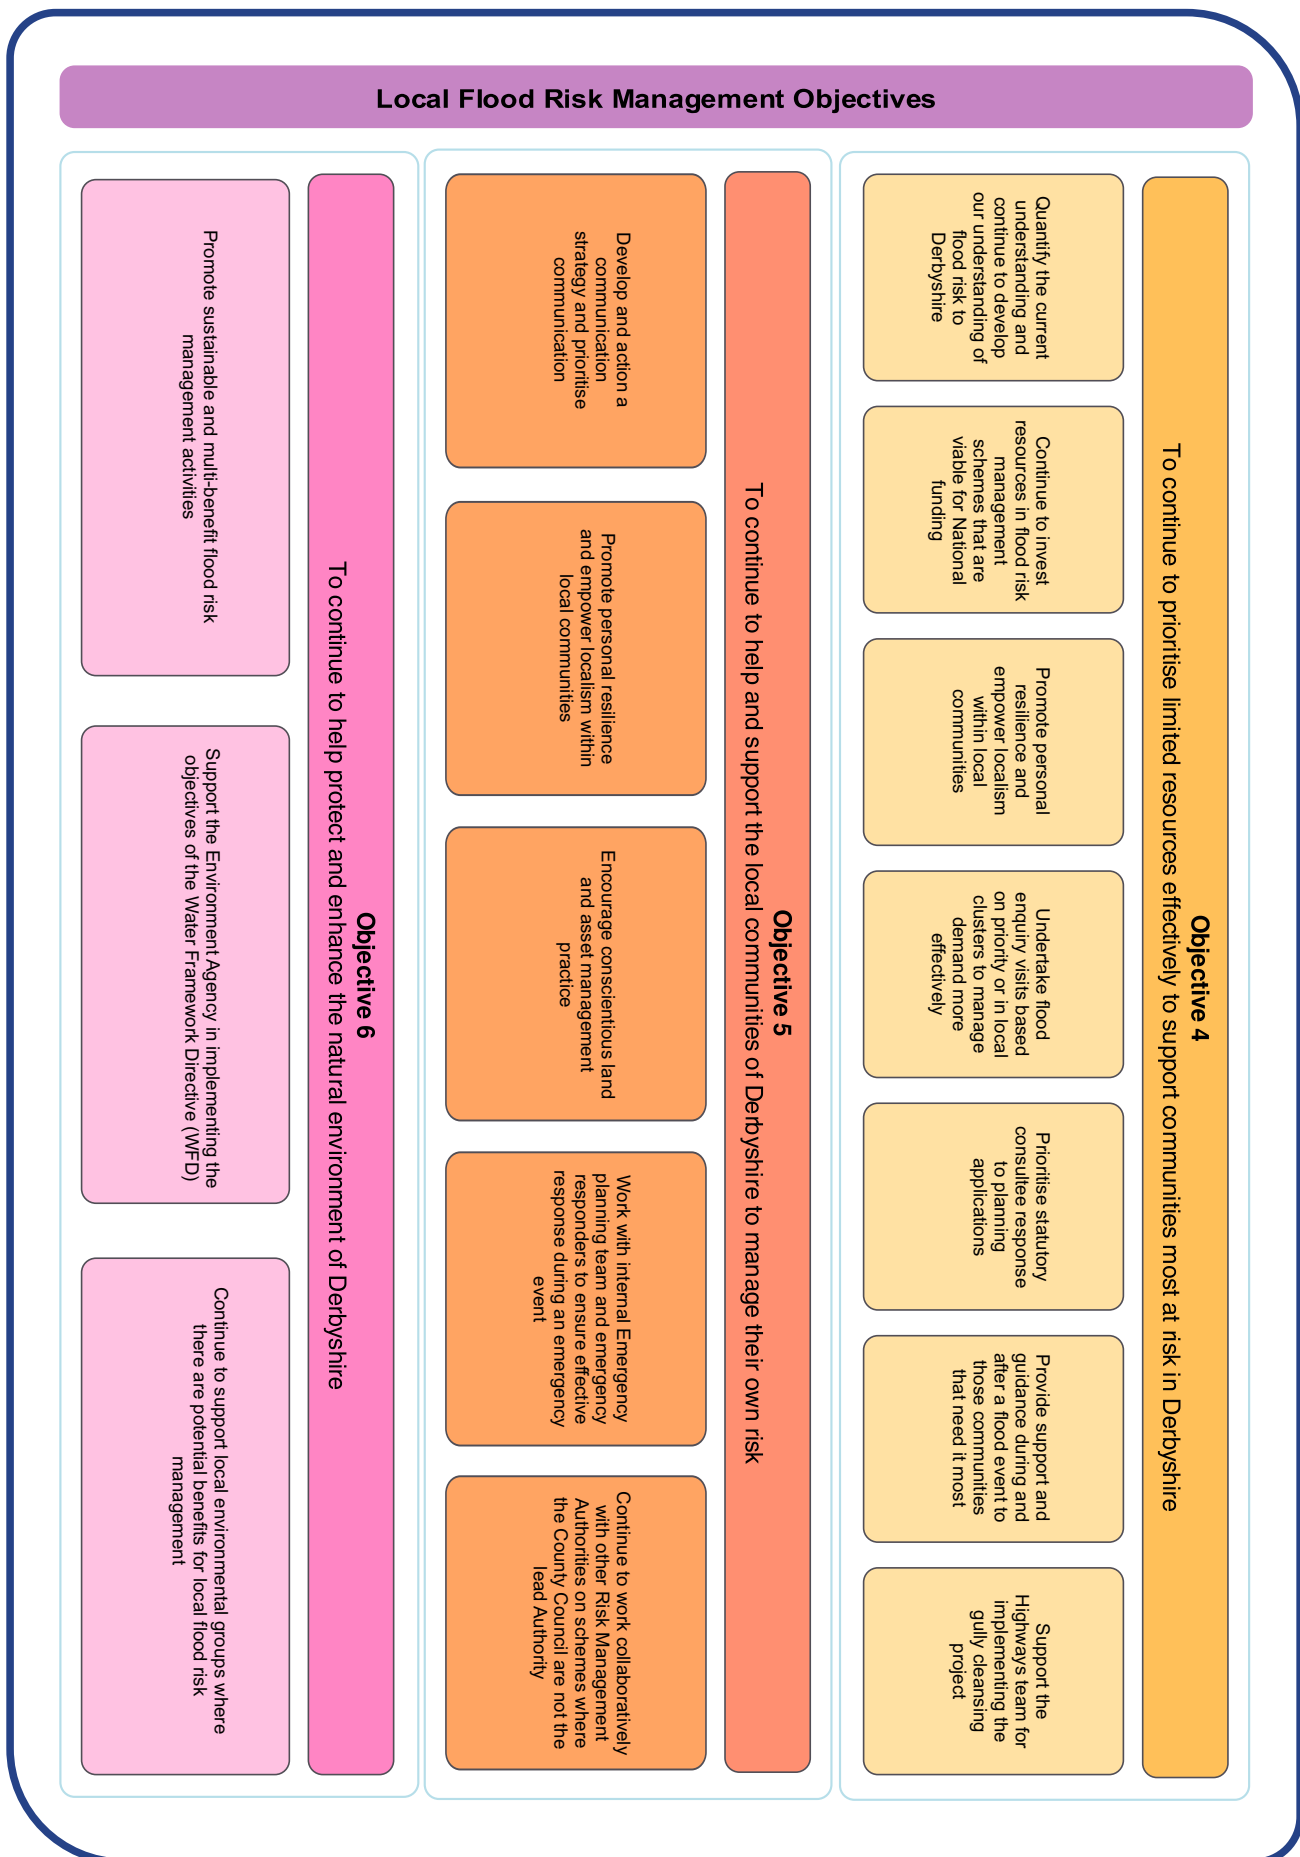 Local Flood Risk Management Objectives
Objective 4
To continue to prioritise limited resources effectively to support communities most at risk in Derbyshire
Quantify the current
understanding and
continue to develop
our understanding of
flood risk to
Derbyshire
Continue to invest
resources in flood risk
management
schemes that are
viable for National
funding
Promote personal
resilience and
empower localism
within local
communities
Undertake flood
enquiry visits based
on priority or in local
clusters to manage
demand more
effectively
Prioritise statutory
consultee response
to planning
applications
Provide support and
guidance during and
after a flood event to
those communities
that need it most
Support the
Highways team for
implementing the
gully cleansing
project
Objective 5
To continue to help and support the local communities of Derbyshire to manage their own risk
Develop and action a
communication
strategy and prioritise
communication
Promote personal resilience
and empower localism within
local communities
Encourage conscientious land
and asset management
practice
Work with internal Emergency
planning team and emergency
responders to ensure effective
response during an emergency
event
Continue to work collaboratively
with other Risk Management
Authorities on schemes where
the County Council are not the
lead Authority
Objective 6
To continue to help protect and enhance the natural environment of Derbyshire
Promote sustainable and multi-benefit flood risk
management activities
Support the Environment Agency in implementing the
objectives of the Water Framework Directive (WFD)
Continue to support local environmental groups where
there are potential benefits for local flood risk
management